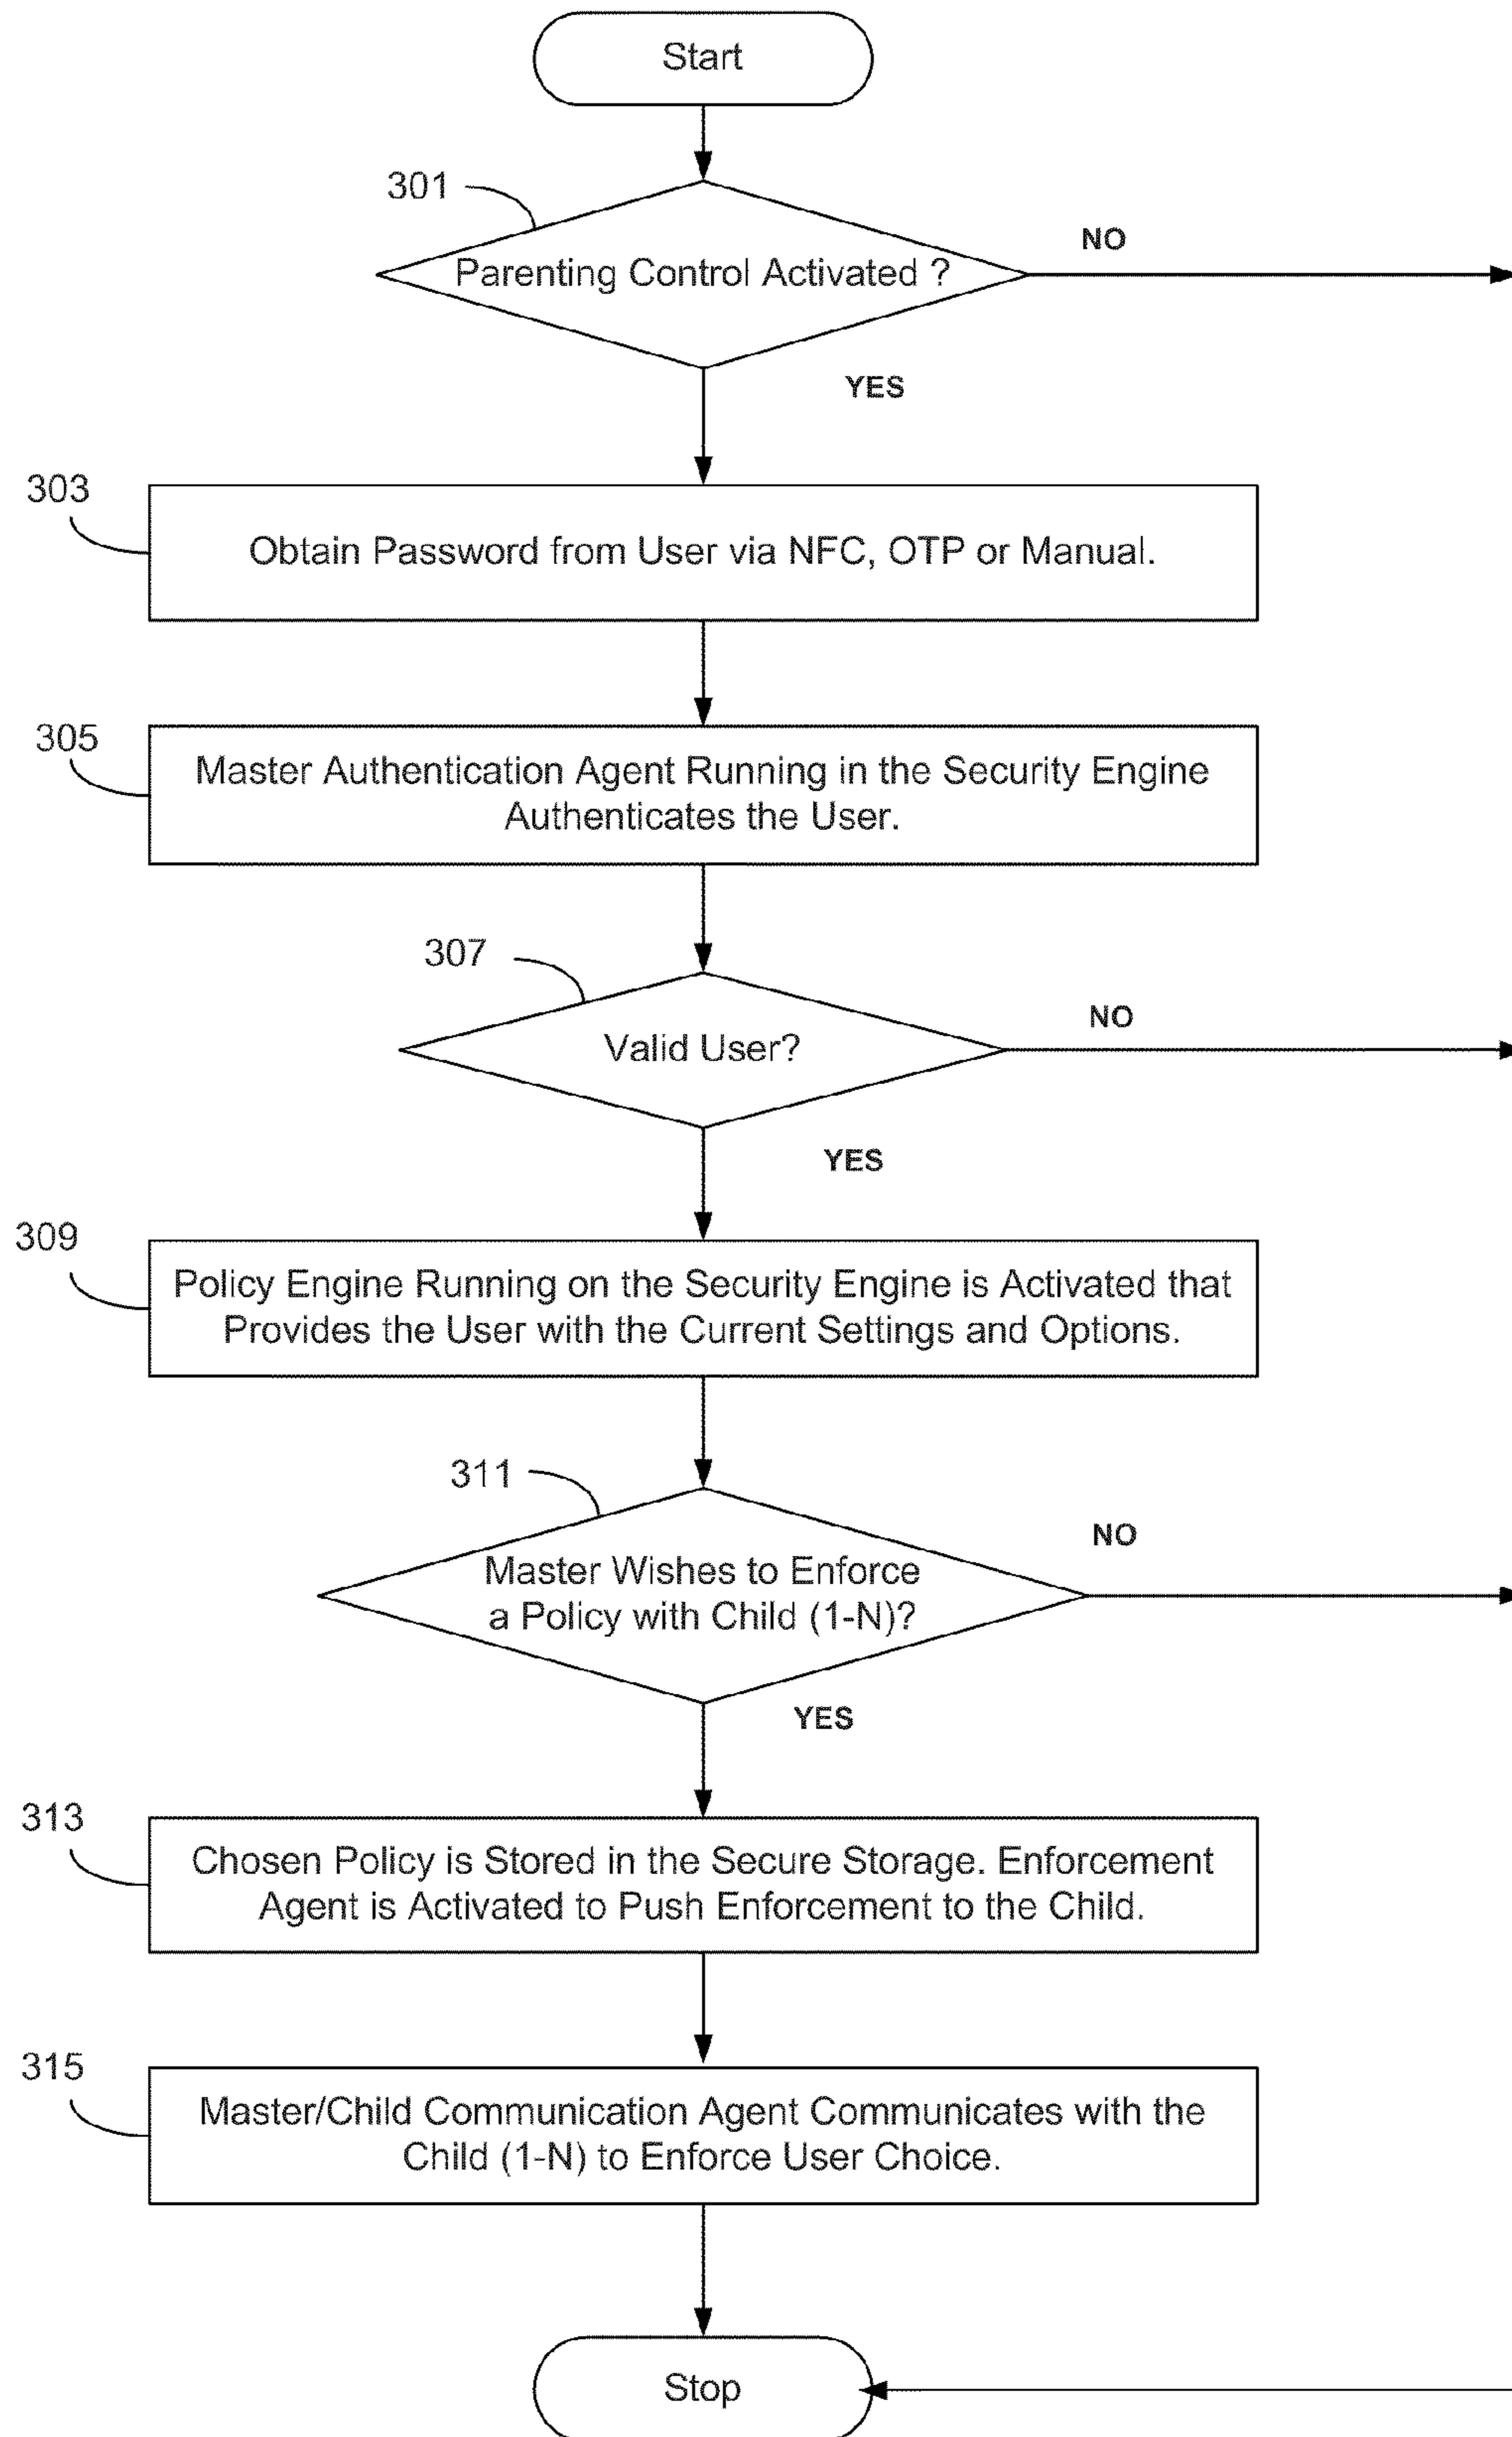 Start
301
Parenting Control Activated ?
NO
YES
303
Obtain Password from User via NFC, OTP or Manual.
305
Master Authentication Agent Running in the Security Engine
Authenticates the User.
307
Valid User?
NO
YES
309
Policy Engine Running on the Security Engine is Activated that
Provides the User with the Current Settings and Options.
311
Master Wishes to Enforce
a Policy with Child (1-N)?
NO
YES
313
Chosen Policy is Stored in the Secure Storage. Enforcement
Agent is Activated to Push Enforcement to the Child.
315
Master/Child Communication Agent Communicates with the
Child (1-N) to Enforce User Choice.
Stop